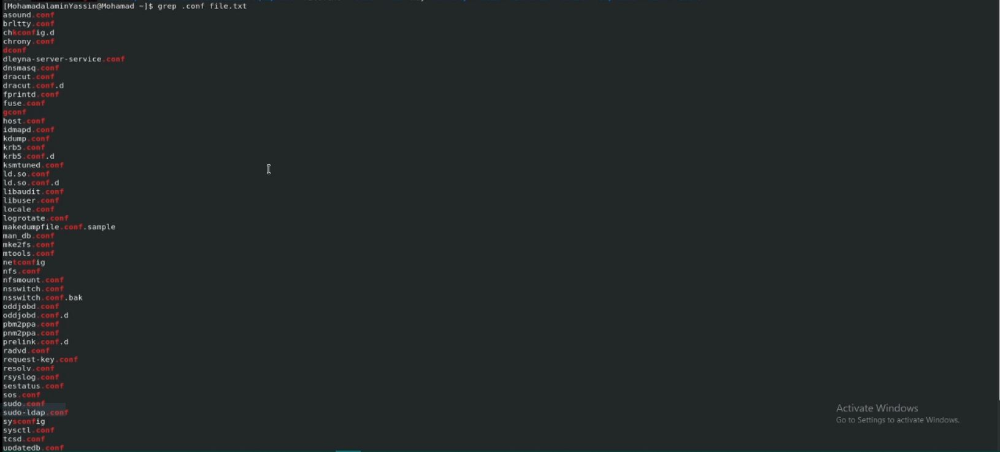 [MohamadalaminYassin@Mohamad ~]$ grep .conf file.txt
asound.conf
brltty.conf
chkconfig.d
chrony.conf
dconf
dleyna-server-service.conf
dnsmasq.conf
dracut.conf
dracut.conf.d
fprintd.conf
fuse.conf
gconf
host.conf
idmapd.conf
kdump.conf
krb5.conf
krb5.conf.d
ksmtuned.conf
ld.so.conf
ld.so.conf.d
libaudit.conf
libuser.conf
locale.conf
logrotate.conf
makedumpfile.conf.sample
man_db.conf
mke2fs.conf
mtools.conf
netconfig
nfs.conf
nfsmount.conf
nsswitch.conf
nsswitch.conf.bak
oddjobd.conf
oddjobd.conf.d
pbm2ppa.conf
pnm2ppa.conf
prelink.conf.d
radvd.conf
request-key.conf
resolv.conf
rsyslog.conf
sestatus.conf
sos.conf
sudo.conf
sudo-ldap.conf
sysconfig
sysctl.conf
tcsd.conf
updatedb.conf
Activate Windows
Go to Settings to activate Windows.